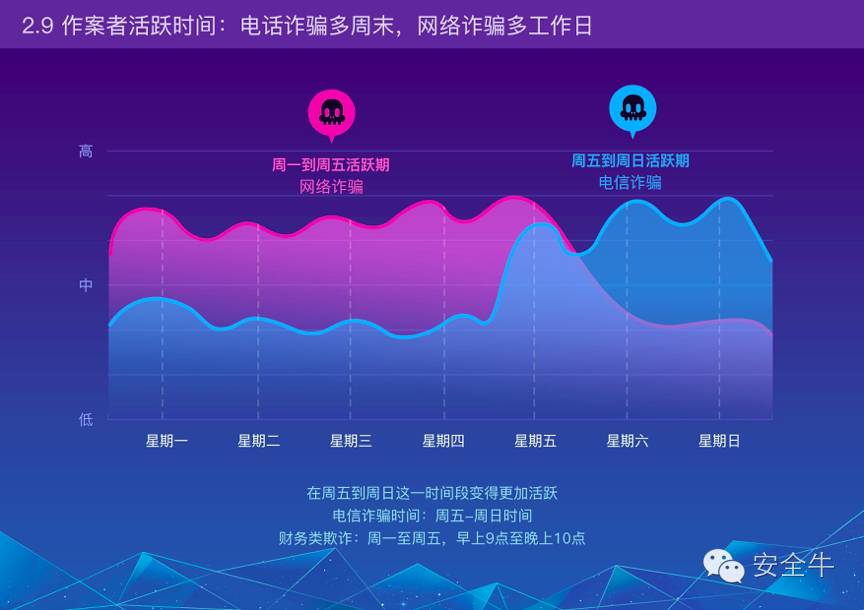 2.9 作案者活跃时间：电话诈骗多周末，网络诈骗多工作日
周一到周五活跃期
网络诈骗
周五到周日活跃期
电信诈骗
高
中
低
星期一 星期二 星期三 星期四 星期五 星期六 星期日
在周五到周日这一时间段变得更加活跃
电信诈骗时间：周五-周日时间
财务类欺诈：周一至周五，早上9点至晚上10点
安全牛